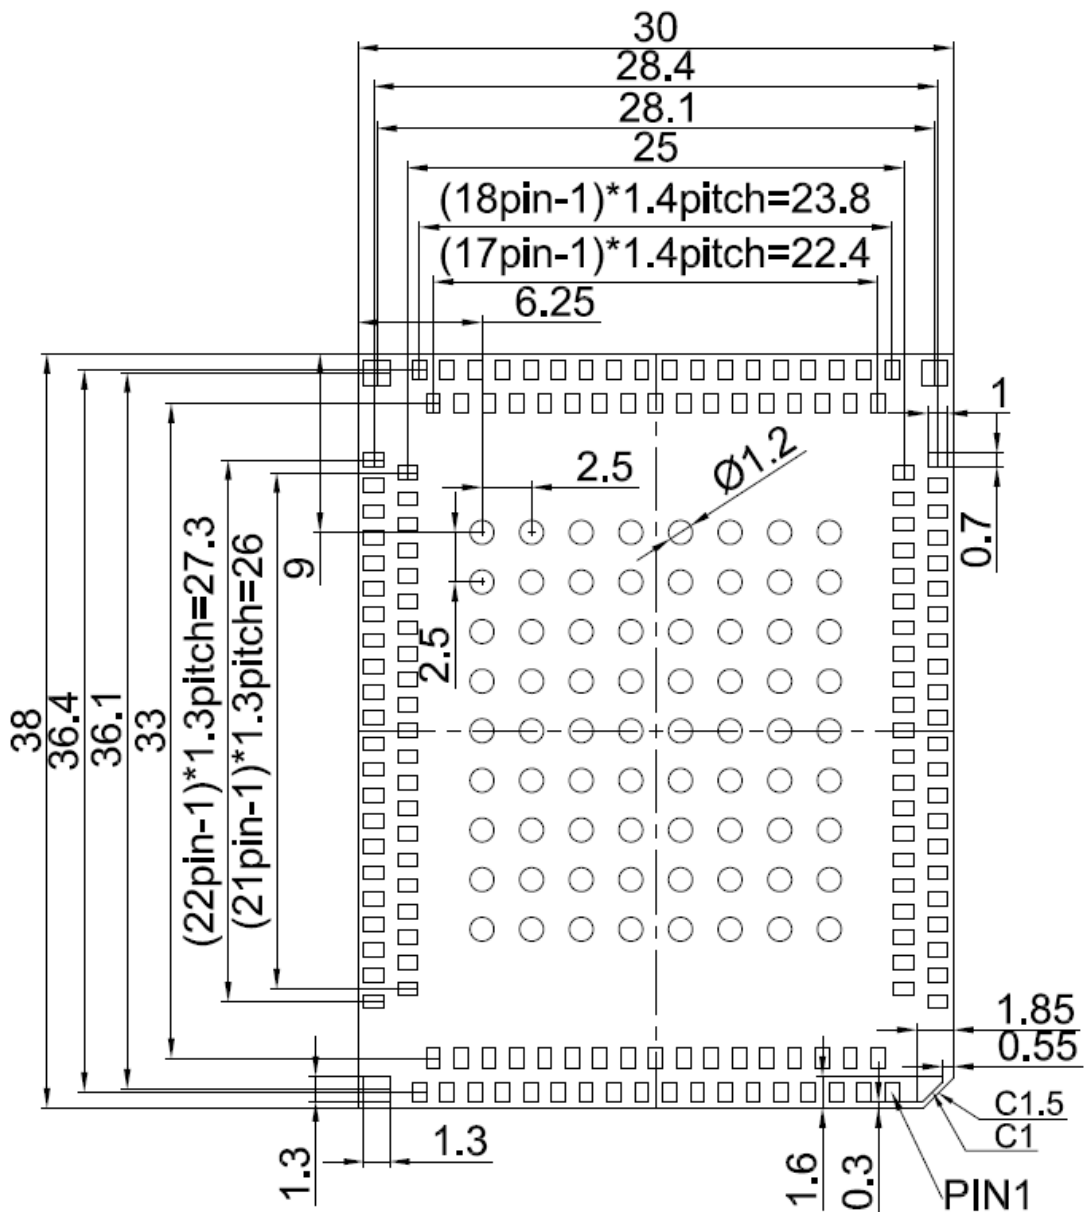 30
28.4
28.1
25
(18pin-1)*1.4pitch=23.8
(17pin-1)*1.4pitch=22.4
6.25
1
2.5
Ø1.2
0.7
9
2.5
38
36.4
36.1
33
(22pin-1)*1.3pitch=27.3
(21pin-1)*1.3pitch=26
1.85
0.55
C1.5
C1
1.3
1.3
1.6
0.3
PIN1